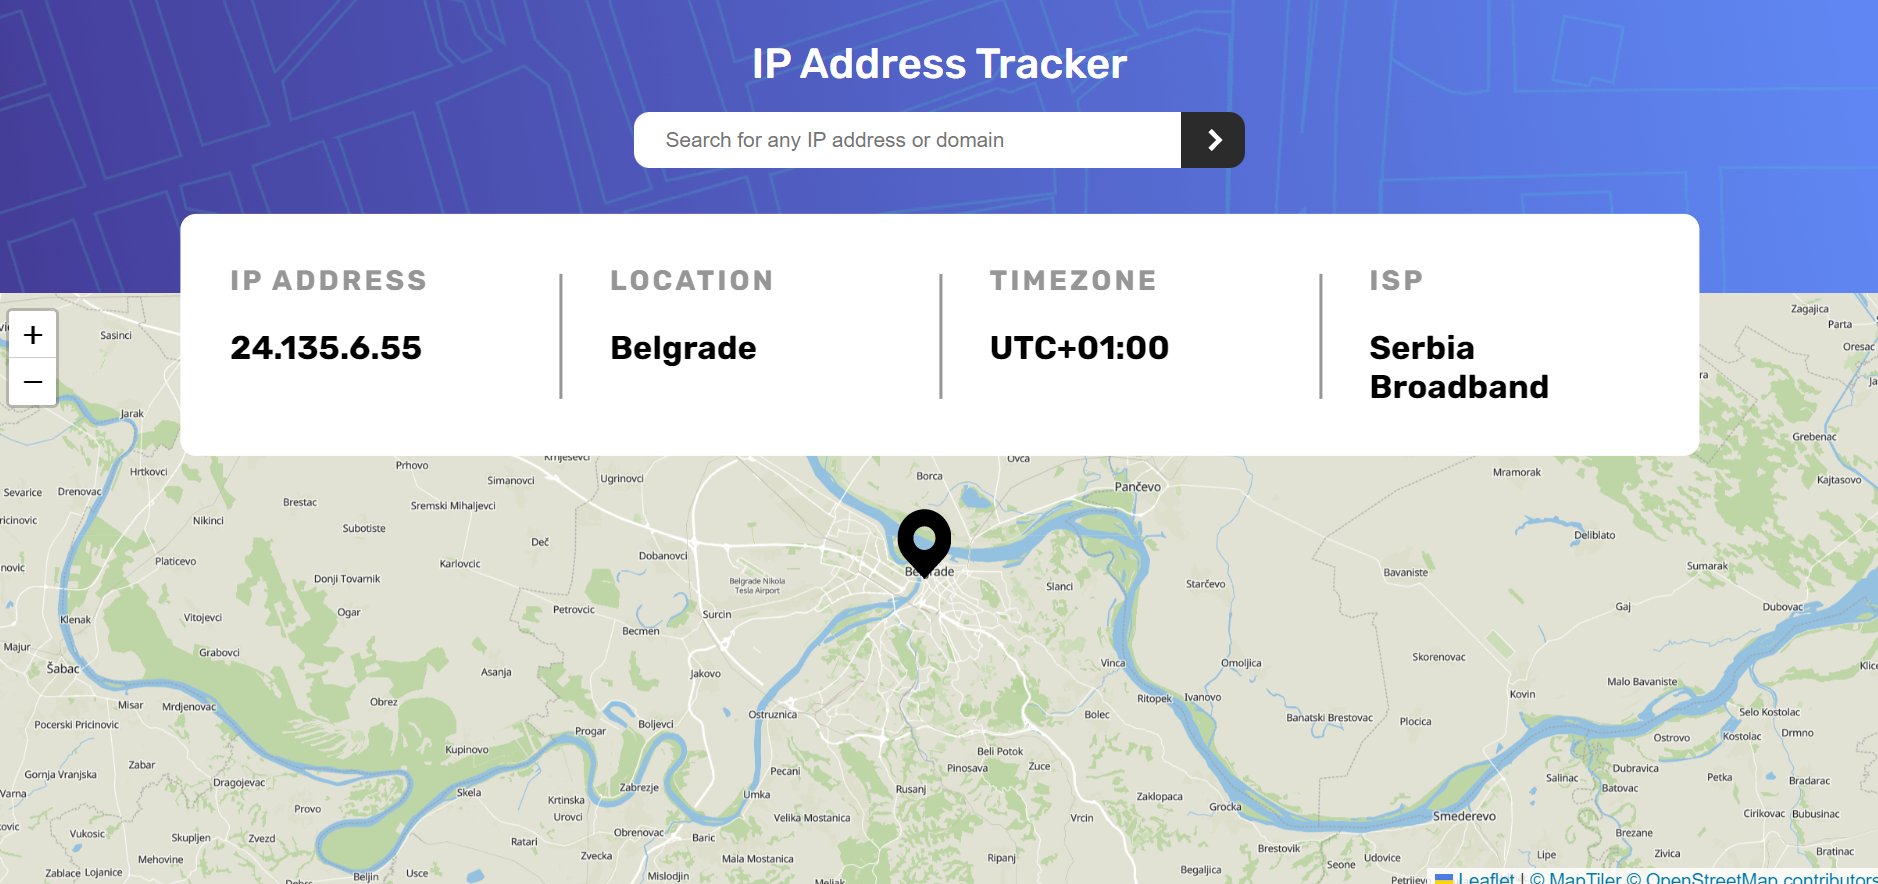 IP Address Tracker
Search for any IP address or domain
IP ADDRESS
24.135.6.55
LOCATION
Belgrade
TIMEZONE
UTC+01:00
ISP
Serbia
Broadband
+
−
Sasinci
Zagajica
Parta
Oresac
Jarak
Grebenac
Hrtkovci
Prhovo
Simanovci
Ugrinovci
Borca
Pančevo
Mramorak
Kajtasovo
Sevarice
Drenovac
Brestac
Sremski Mihaljevci
Nikinci
Subotiste
Deč
Deliblato
Platicevo
Karlovcic
Dobanovci
Donji Tovarnik
Belgrade Nikola
Tesla Airport
Slanci
Starčevo
Bavaniste
Sumarak
Vitojevci
Ogar
Petrovcic
Surcin
Gaj
Dubovac
Klenak
Becmen
Majur
Grabovci
Šabac
Asanja
Jakovo
Vinca
Omoljica
Skorenovac
Malo Bavaniste
Misar
Mrdjenovac
Obrez
Ostruznica
Bolec
Ritopek
Ivanovo
Kovin
Selo Kostolac
Pocerski Pricinovic
Progar
Boljevci
Banatski Brestovac
Plocica
Kupinovo
Beli Potok
Ostrovo
Kostolac
Drmno
Gornja Vranjska
Zabar
Dragojevac
Pecani
Pinosava
Zuce
Dubravica
Salinac
Petka
Bradarac
Varna
Skela
Zabrezje
Umka
Rusanj
Zaklopaca
Batovac
Provo
Krtinska
Urovci
Grocka
Smederevo
Cirikovac
Bubusinac
Vukosic
Skupljen
Zvezd
Ratari
Obrenovac
Baric
Velika Mostanica
Vrcin
Brezane
Mehovine
Zvecka
Mala Mostanica
Ripanj
Brestovik
Seone
Udovice
Lipe
Zivica
Bratinac
Zablace
Lojanice
Beljin
Usce
Mislodjin
Begaljica
Leaflet | © MapTiler © OpenStreetMap contributors